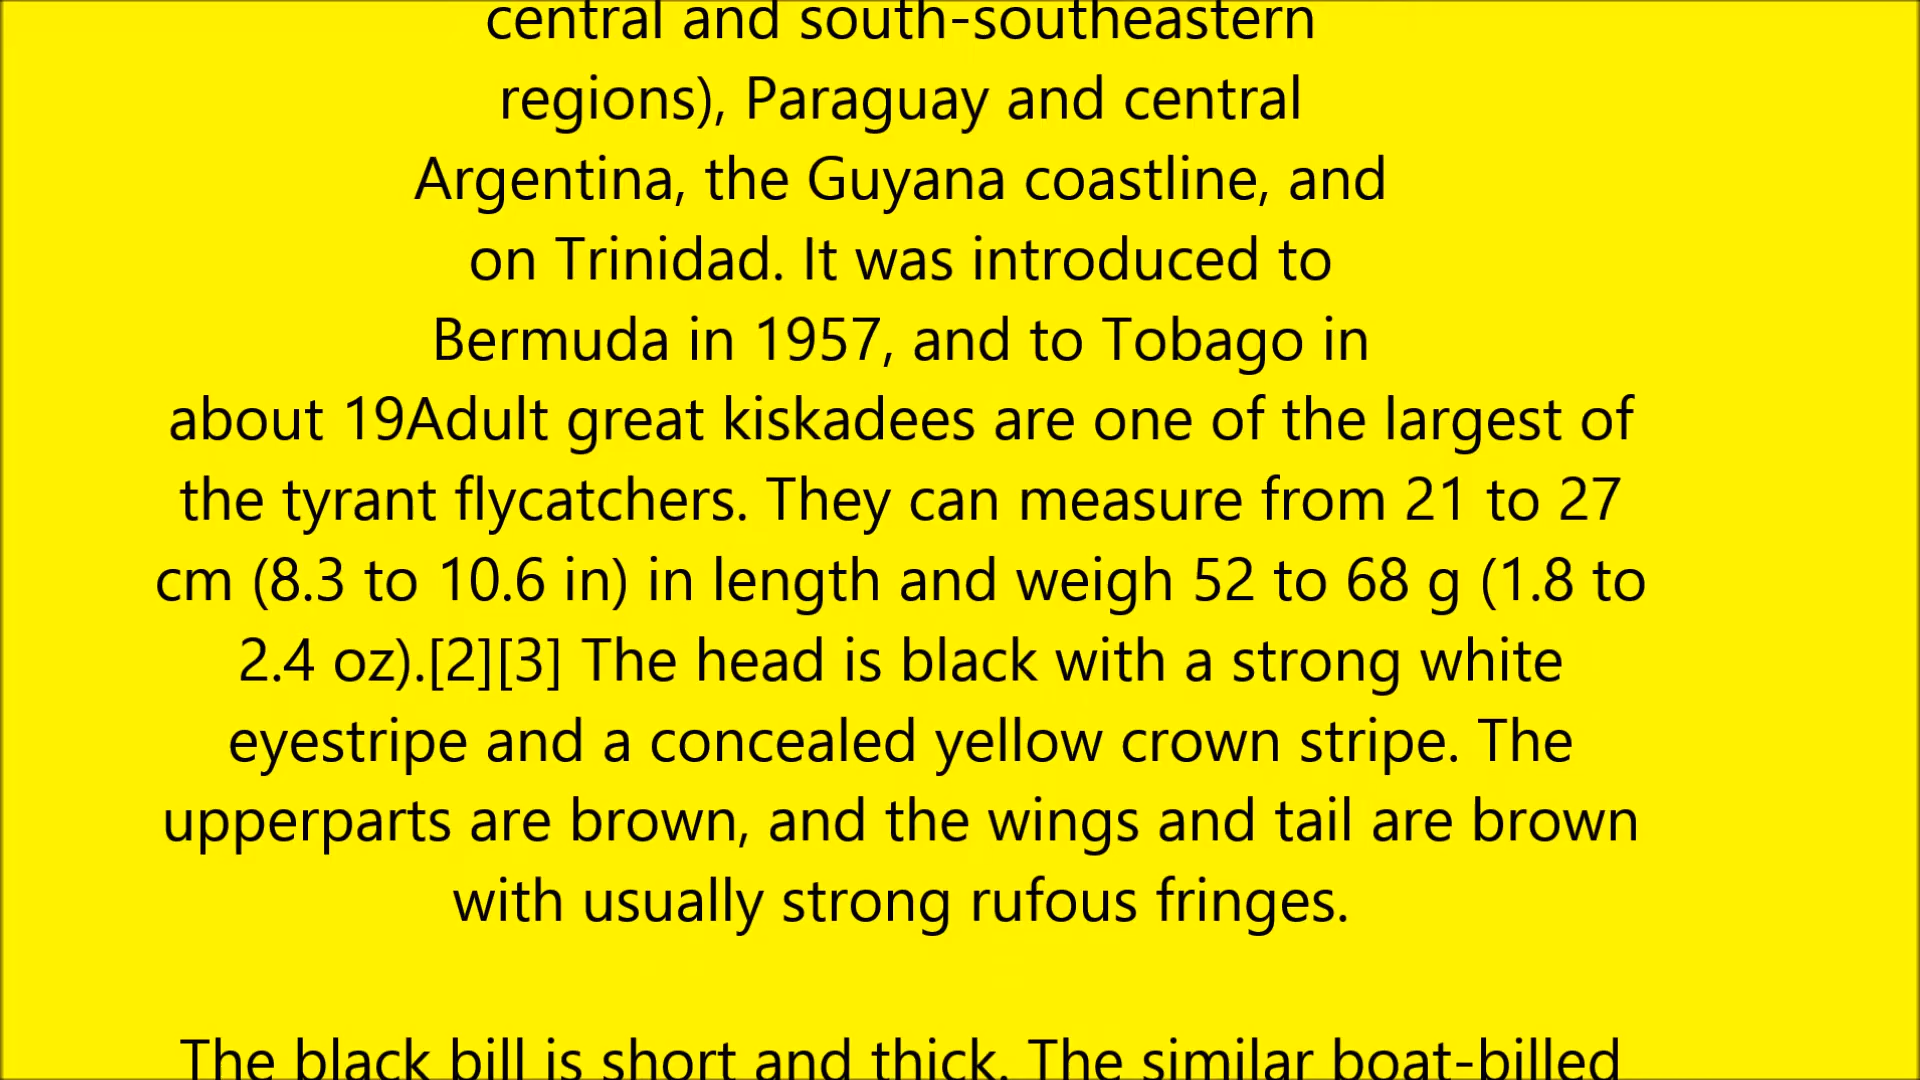 central and south-southeastern
regions), Paraguay and central
Argentina, the Guyana coastline, and
on Trinidad. It was introduced to
Bermuda in 1957, and to Tobago in
about 19Adult great kiskadees are one of the largest of
the tyrant flycatchers. They can measure from 21 to 27
cm (8.3 to 10.6 in) in length and weigh 52 to 68 g (1.8 to
2.4 oz).[2][3] The head is black with a strong white
eyestripe and a concealed yellow crown stripe. The
upperparts are brown, and the wings and tail are brown
with usually strong rufous fringes.
The black bill is short and thick. The similar boat-billed